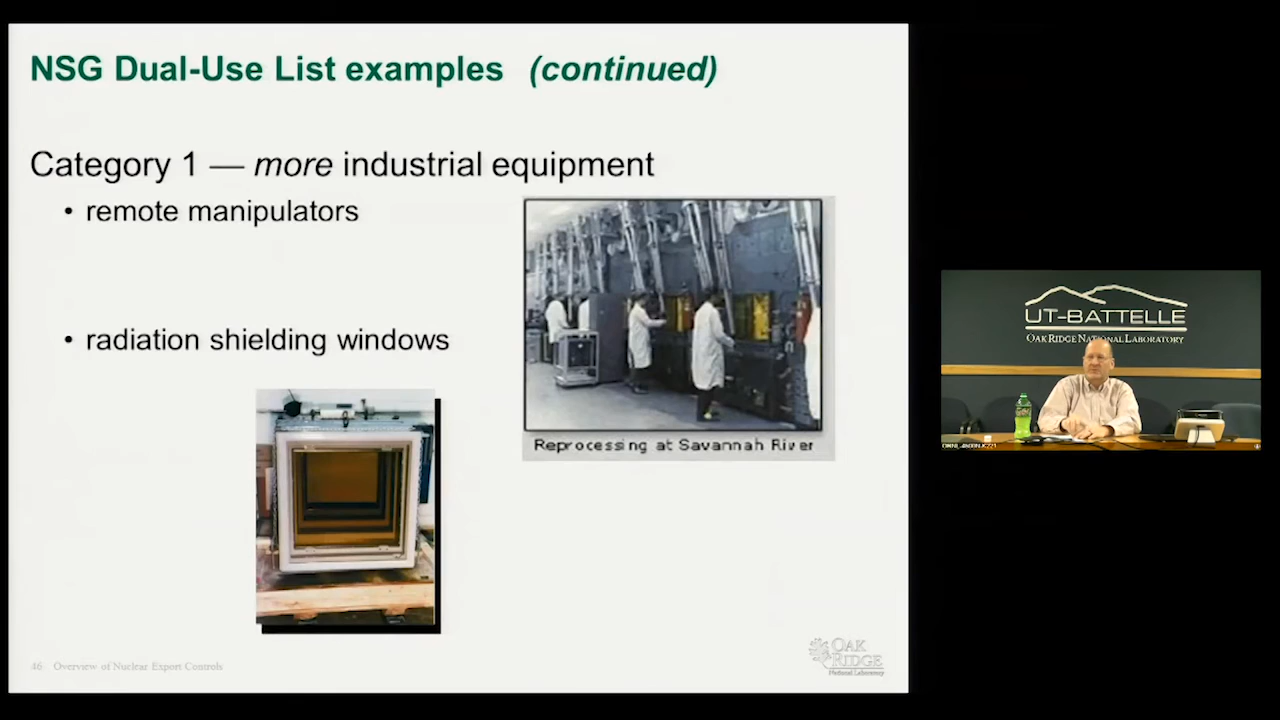 NSG Dual-Use List examples (continued)
Category 1 — more industrial equipment
• remote manipulators
• radiation shielding windows
Reprocessing at Savannah River
46 Overview of Nuclear Export Controls
OAK
RIDGE
National Laboratory
UT-BATTELLE
OAK RIDGE NATIONAL LABORATORY